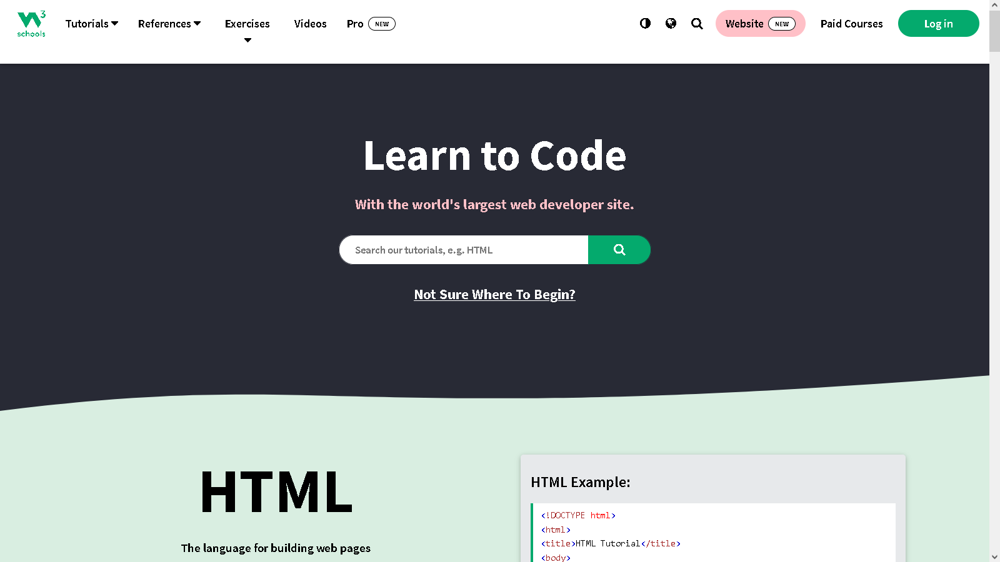 W3 schools
Tutorials References Exercises Videos Pro NEW Website NEW Paid Courses Log in
Learn to Code
With the world's largest web developer site.
Search our tutorials, e.g. HTML
Not Sure Where To Begin?
HTML
The language for building web pages
HTML Example:
<!DOCTYPE html>
<html>
<title>HTML Tutorial</title>
<body>